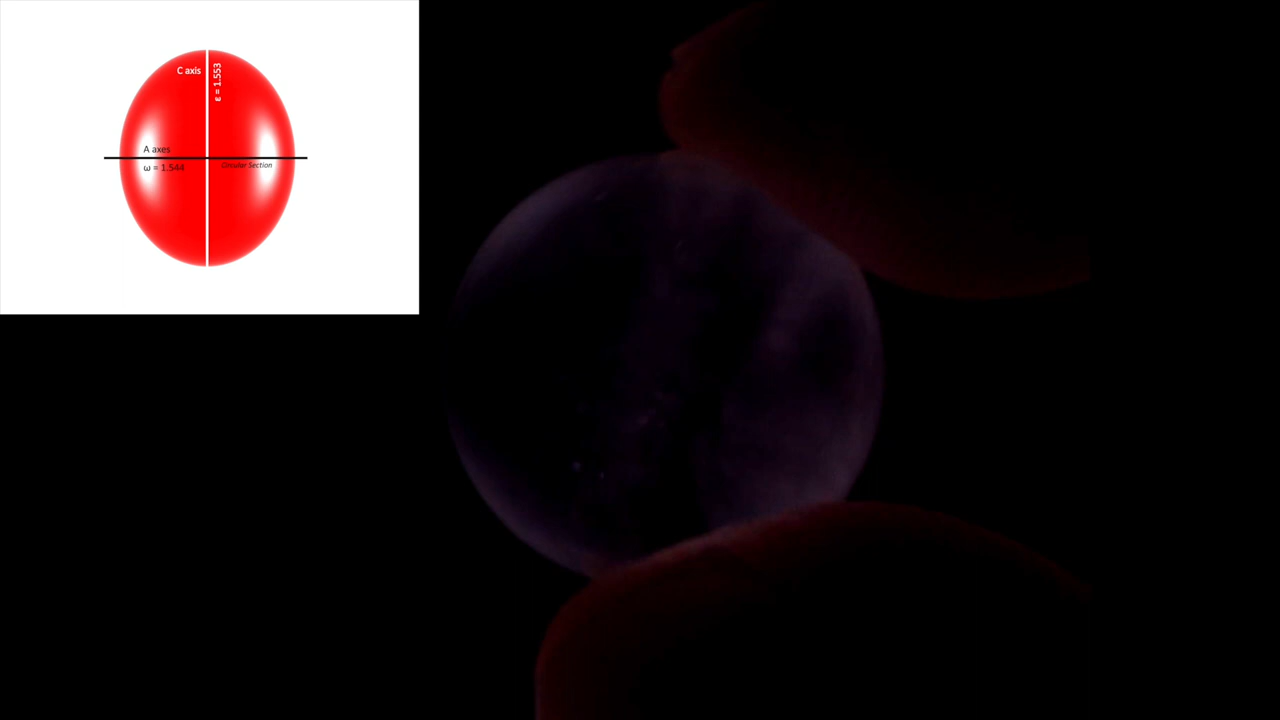 C axis
ε = 1.553
A axes
ω = 1.544
Circular Section